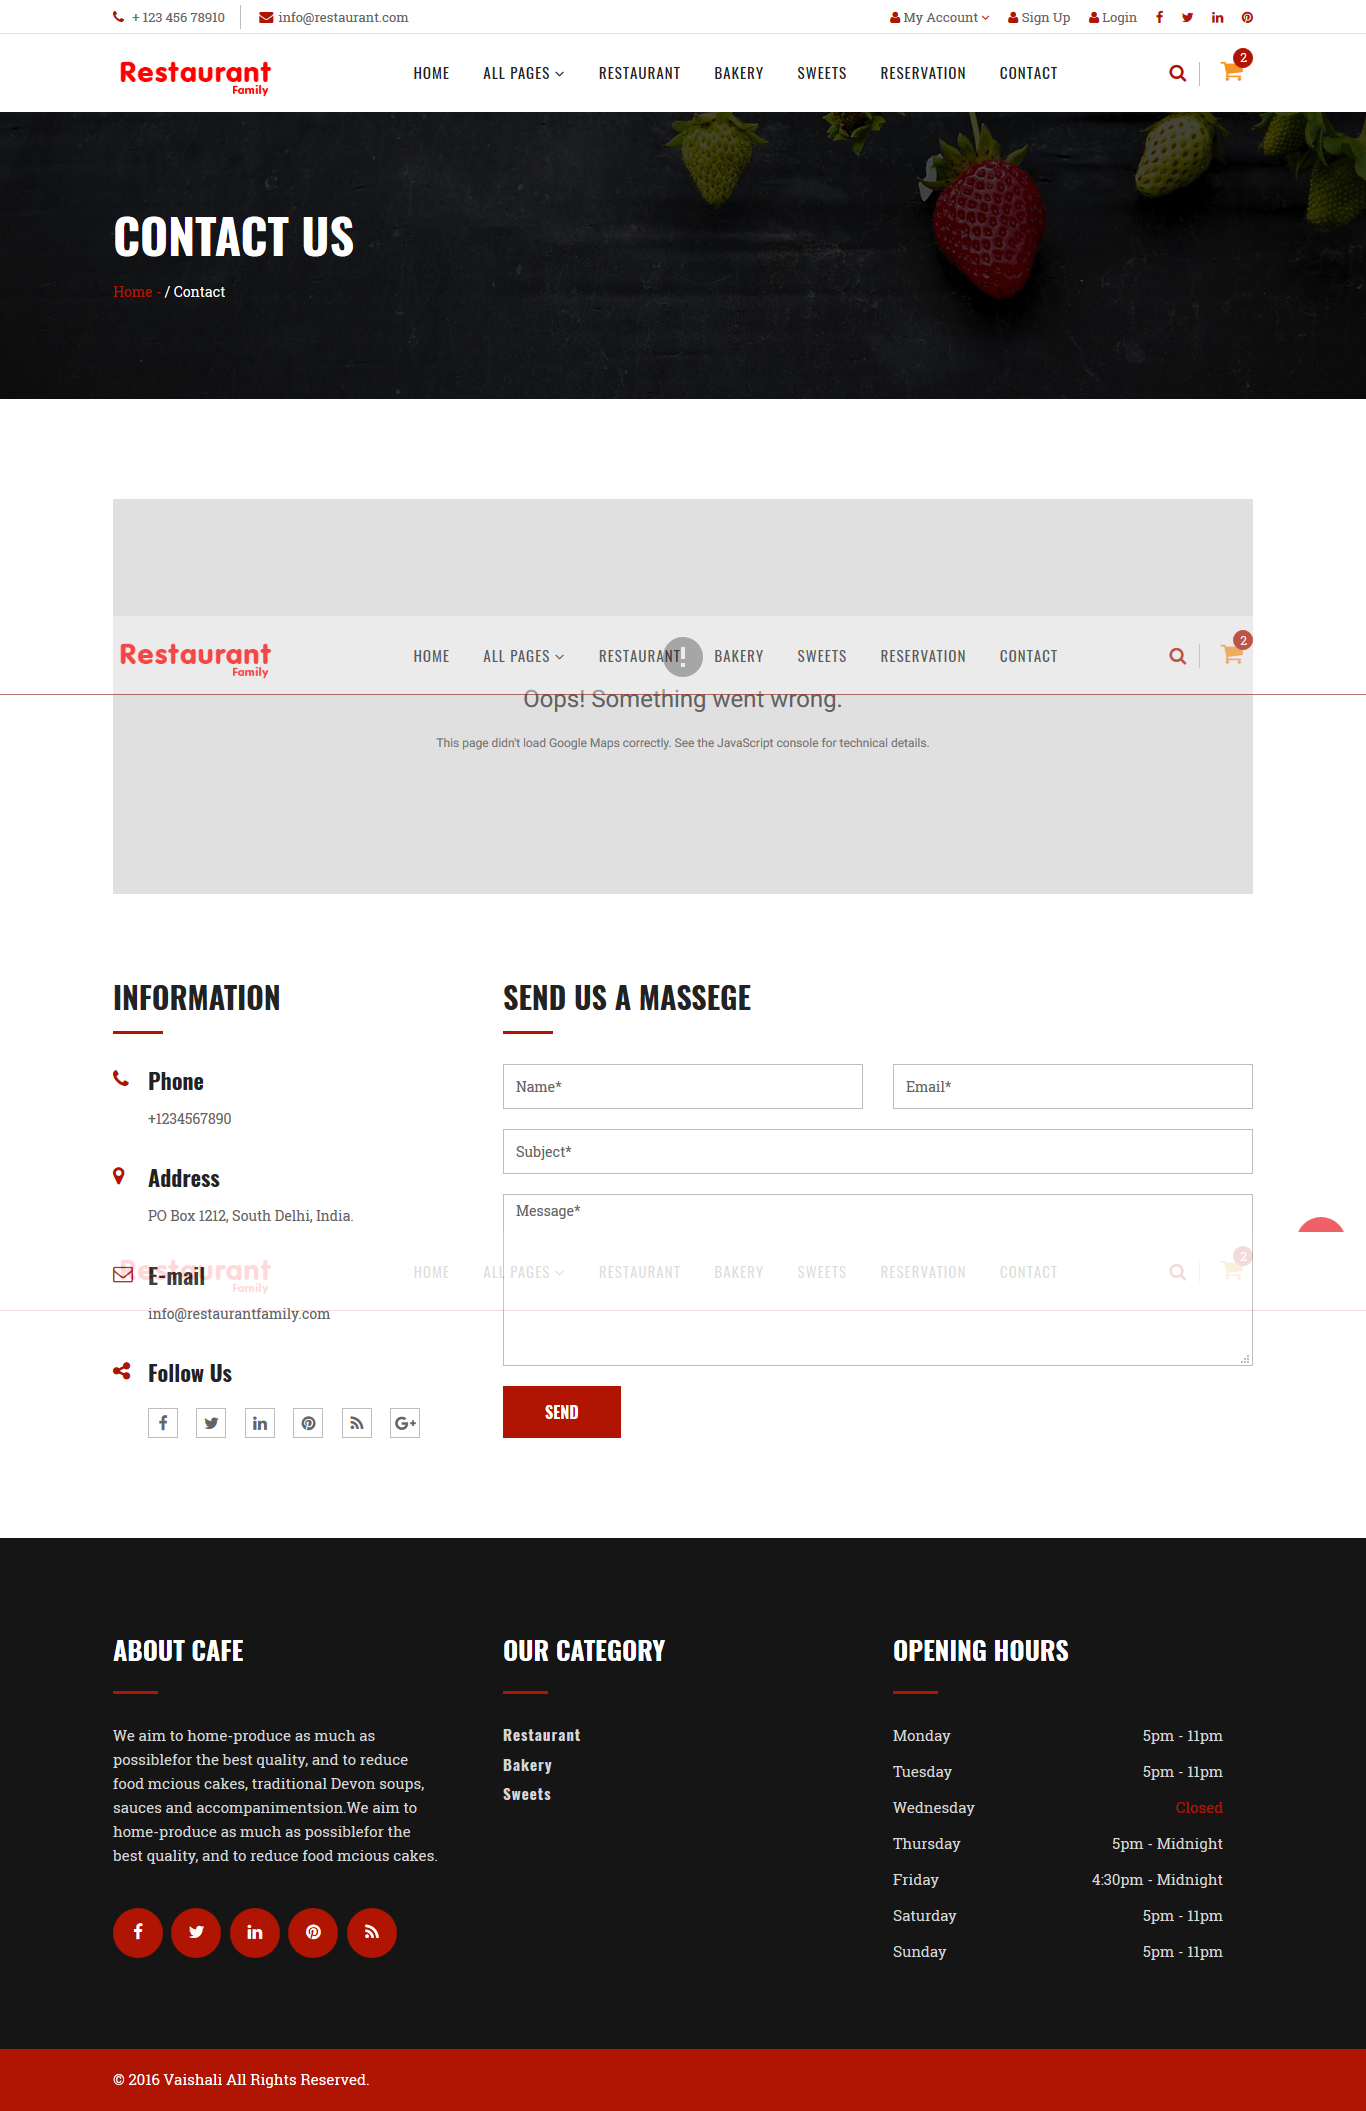 + 123 456 78910
info@restaurant.com
My Account
Sign Up
Login
Restaurant
Family
HOME
ALL PAGES
RESTAURANT
BAKERY
SWEETS
RESERVATION
CONTACT
2
CONTACT US
Home - / Contact
Restaurant
Family
HOME
ALL PAGES
RESTAURANT
BAKERY
SWEETS
RESERVATION
CONTACT
2
Oops! Something went wrong.
This page didn't load Google Maps correctly. See the JavaScript console for technical details.
INFORMATION
Phone
+1234567890
Address
PO Box 1212, South Delhi, India.
E-mail
info@restaurantfamily.com
Follow Us
SEND US A MASSEGE
Name*
Email*
Subject*
Message*
Restaurant
Family
HOME
ALL PAGES
RESTAURANT
BAKERY
SWEETS
RESERVATION
CONTACT
2
SEND
ABOUT CAFE
We aim to home-produce as much as
possiblefor the best quality, and to reduce
food mcious cakes, traditional Devon soups,
sauces and accompanimentsion.We aim to
home-produce as much as possiblefor the
best quality, and to reduce food mcious cakes.
OUR CATEGORY
Restaurant
Bakery
Sweets
OPENING HOURS
Monday 5pm - 11pm
Tuesday 5pm - 11pm
Wednesday Closed
Thursday 5pm - Midnight
Friday 4:30pm - Midnight
Saturday 5pm - 11pm
Sunday 5pm - 11pm
© 2016 Vaishali All Rights Reserved.